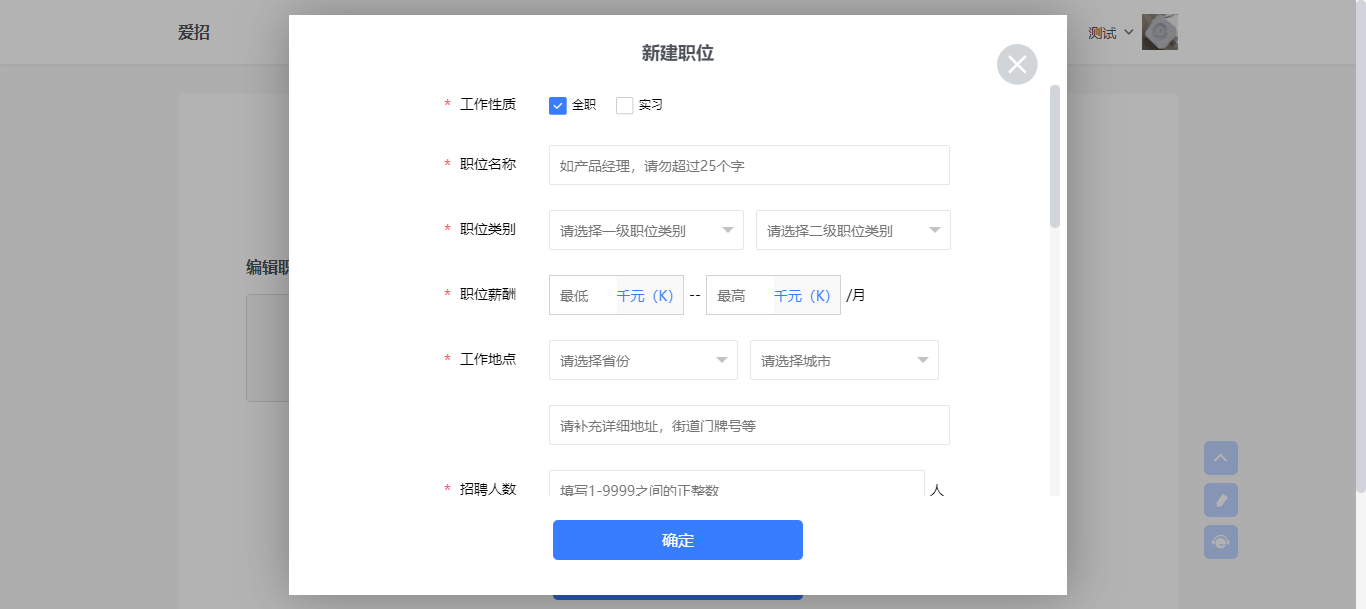 爱招
测试
新建职位
* 工作性质 全职 实习
* 职位名称 如产品经理，请勿超过25个字
* 职位类别 请选择一级职位类别 请选择二级职位类别
编辑职
* 职位薪酬 最低 千元（K） -- 最高 千元（K） /月
* 工作地点 请选择省份 请选择城市
请补充详细地址，街道门牌号等
* 招聘人数 填写1-9999之间的正整数 人
确定